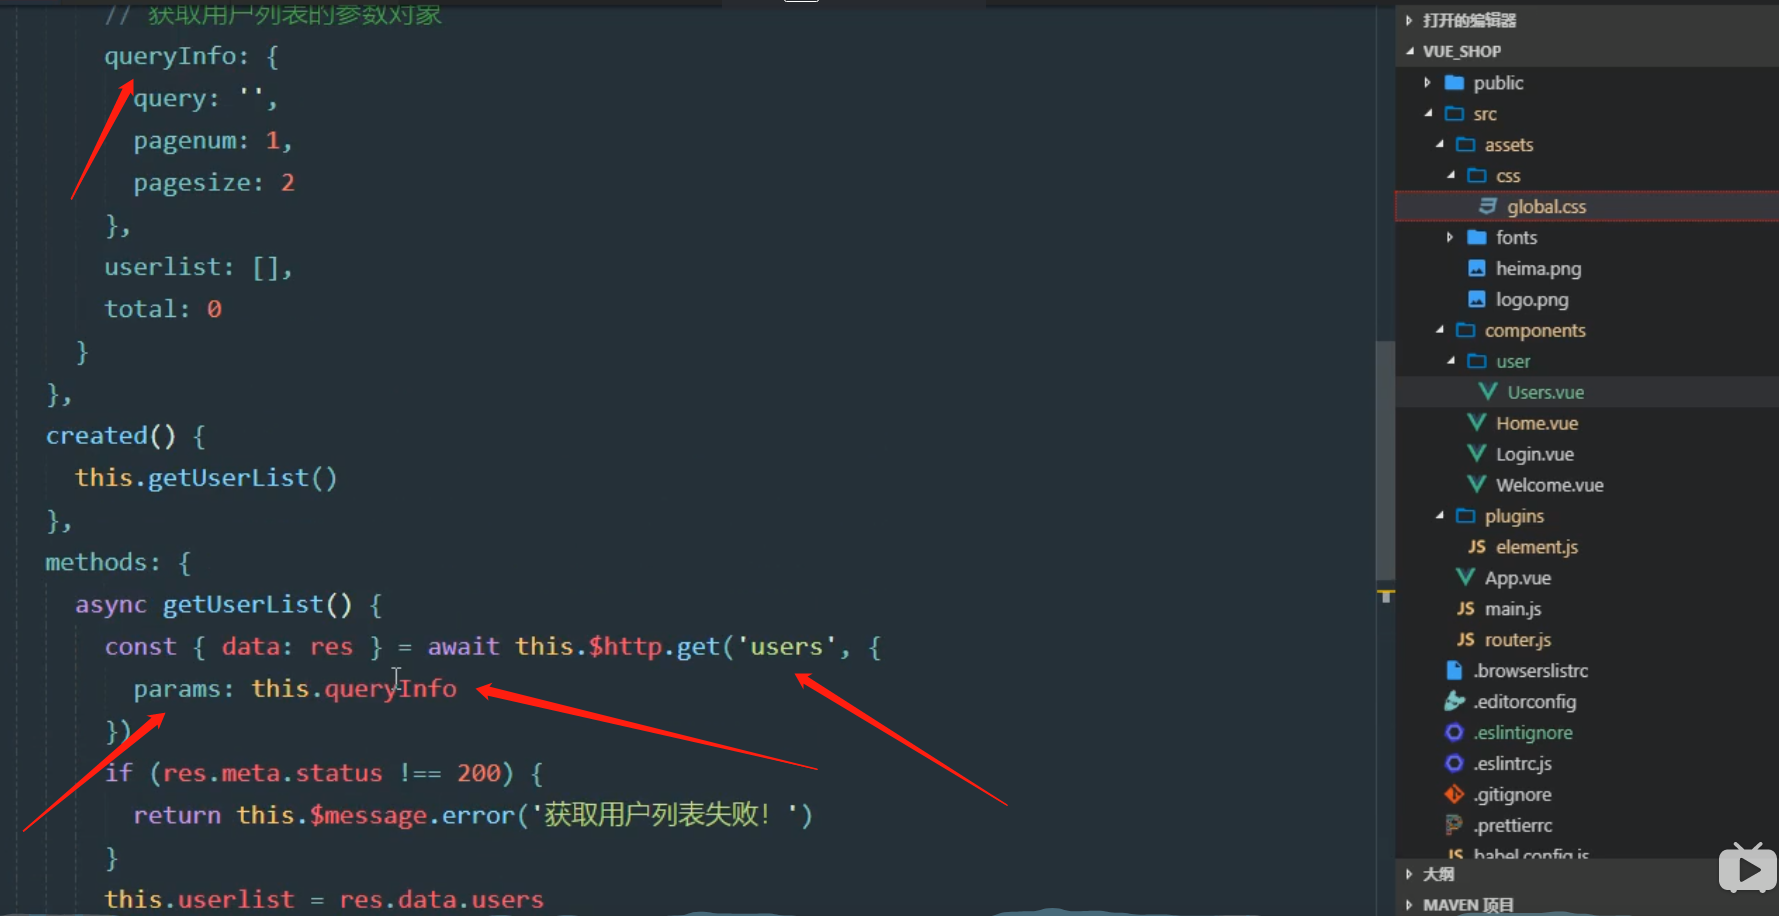 // 获取用户列表的参数对象
queryInfo: {
query: '',
pagenum: 1,
pagesize: 2
},
userlist: [],
total: 0
}
},
created() {
this.getUserList()
},
methods: {
async getUserList() {
const { data: res } = await this.$http.get('users', {
params: this.queryInfo
})
if (res.meta.status !== 200) {
return this.$message.error('获取用户列表失败！')
}
this.userlist = res.data.users
打开的编辑器
VUE_SHOP
public
src
assets
css
global.css
fonts
heima.png
logo.png
components
user
Users.vue
Home.vue
Login.vue
Welcome.vue
plugins
JS element.js
App.vue
JS main.js
JS router.js
.browserslistrc
.editorconfig
.eslintignore
.eslintrc.js
.gitignore
.prettierrc
JS babel.config.js
大纲
MAVEN 项目